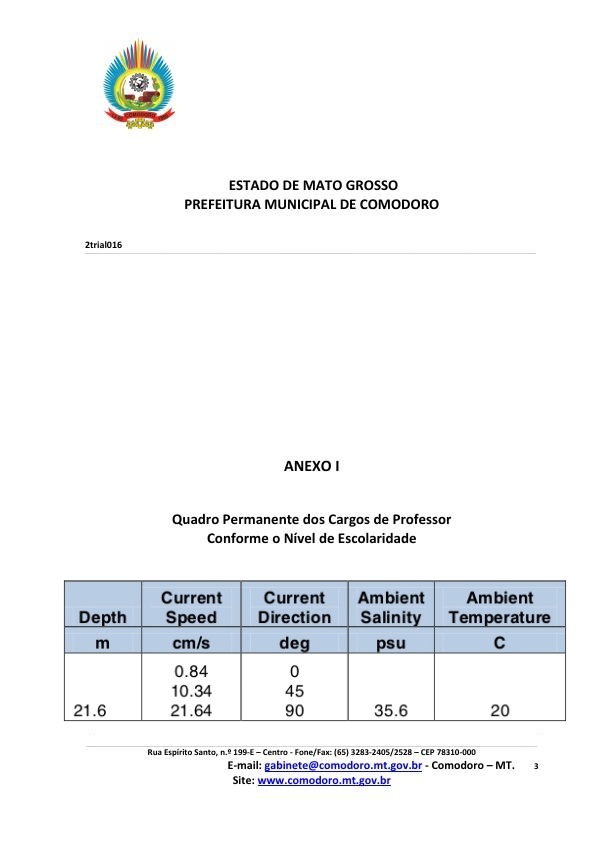 COMODORO
ESTADO DE MATO GROSSO
PREFEITURA MUNICIPAL DE COMODORO
2trial016
ANEXO I
Quadro Permanente dos Cargos de Professor
Conforme o Nível de Escolaridade
Depth Current Speed Current Direction Ambient Salinity Ambient Temperature
m cm/s deg psu C
0.84 0
10.34 45
21.6 21.64 90 35.6 20
Rua Espírito Santo, n.º 199-E – Centro - Fone/Fax: (65) 3283-2405/2528 – CEP 78310-000
E-mail: gabinete@comodoro.mt.gov.br - Comodoro – MT. 3
Site: www.comodoro.mt.gov.br